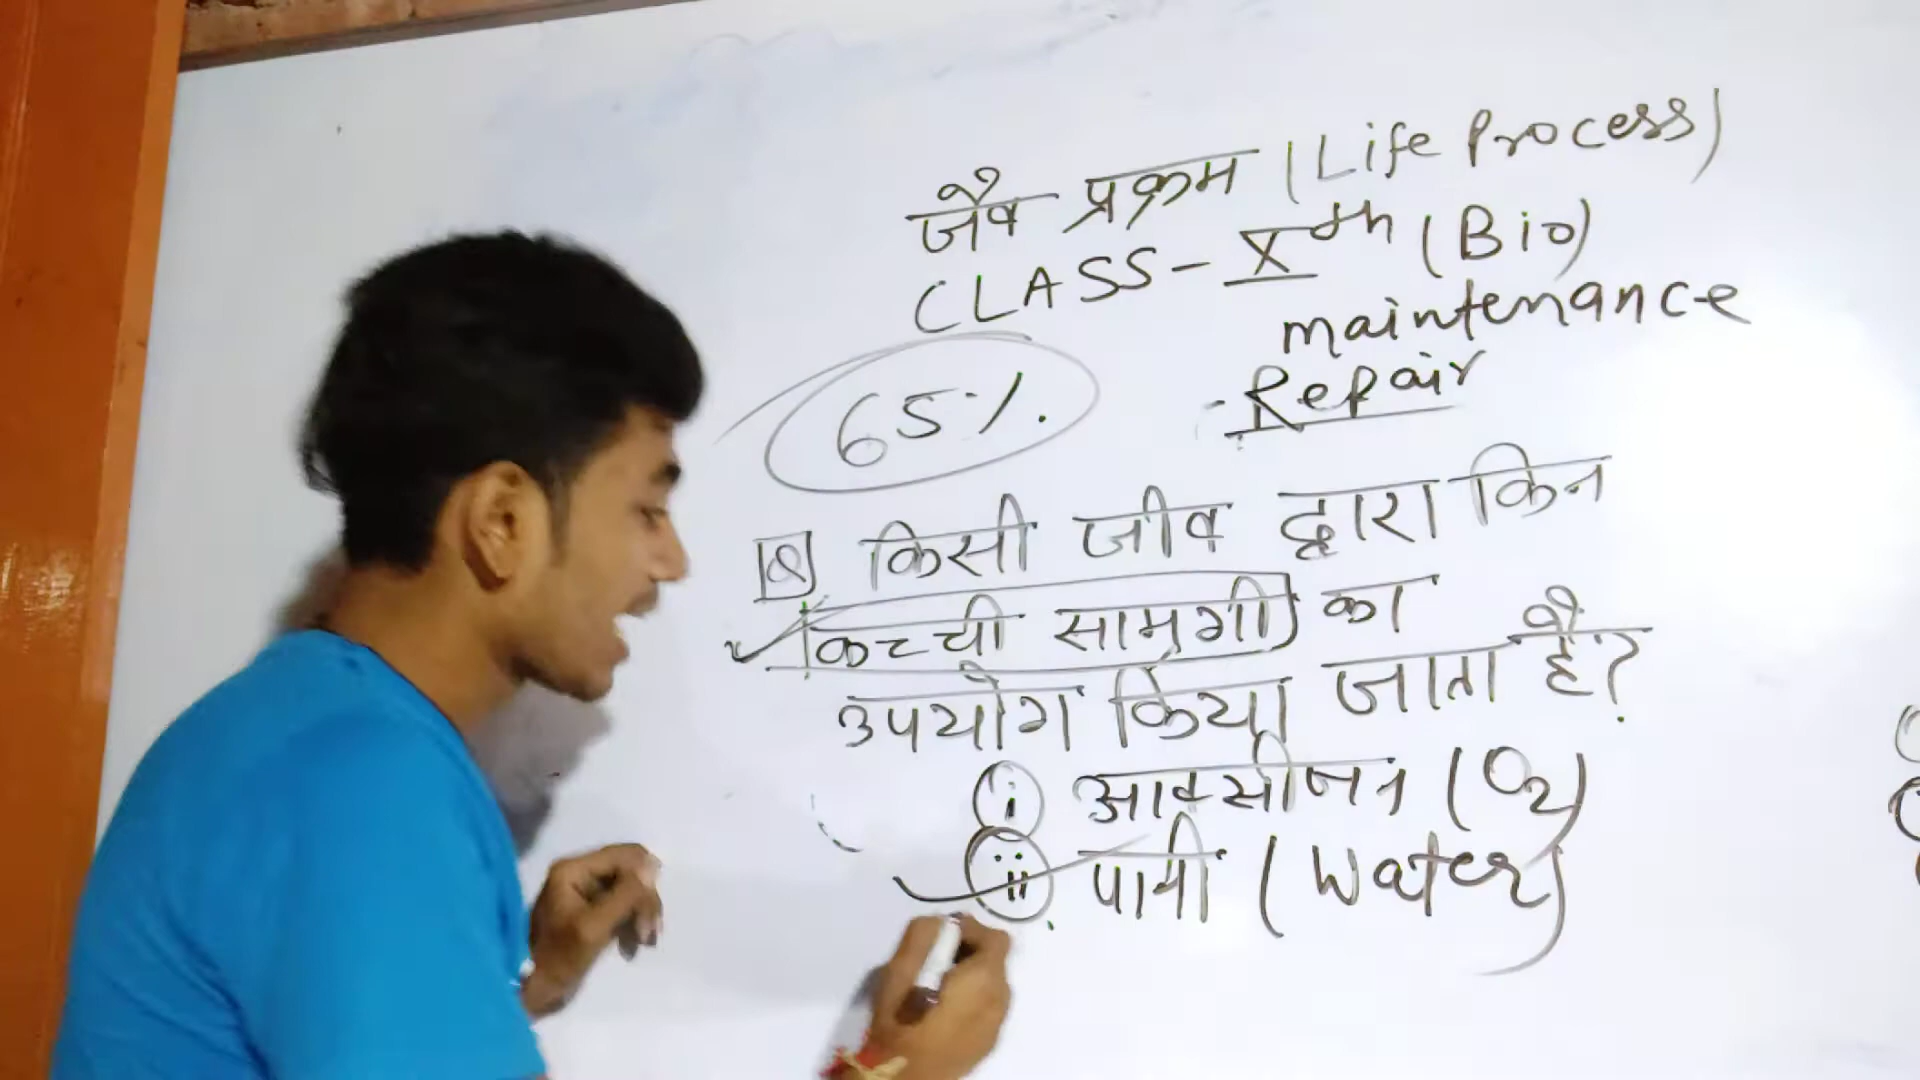 जैव प्रक्रम (Life Process)
CLASS - Xth (Bio)
maintenance
65%.
- Repair
Q किसी जीव द्वारा किन
कच्ची सामग्री का
उपयोग किया जाता है?
i आक्सीजन (O2)
ii पानी (Water)